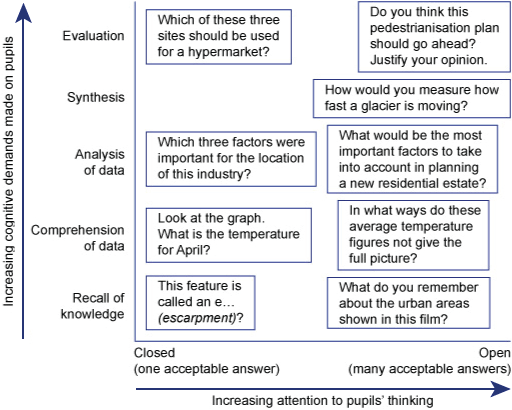 Increasing cognitive demands made on pupils
Evaluation
Which of these three
sites should be used
for a hypermarket?
Do you think this
pedestrianisation plan
should go ahead?
Justify your opinion.
Synthesis
How would you measure how
fast a glacier is moving?
Analysis
of data
Which three factors were
important for the location
of this industry?
What would be the most
important factors to take
into account in planning
a new residential estate?
Comprehension
of data
Look at the graph.
What is the temperature
for April?
In what ways do these
average temperature
figures not give the
full picture?
Recall of
knowledge
This feature is
called an e...
(escarpment)?
What do you remember
about the urban areas
shown in this film?
Closed
(one acceptable answer)
Open
(many acceptable answers)
Increasing attention to pupils' thinking